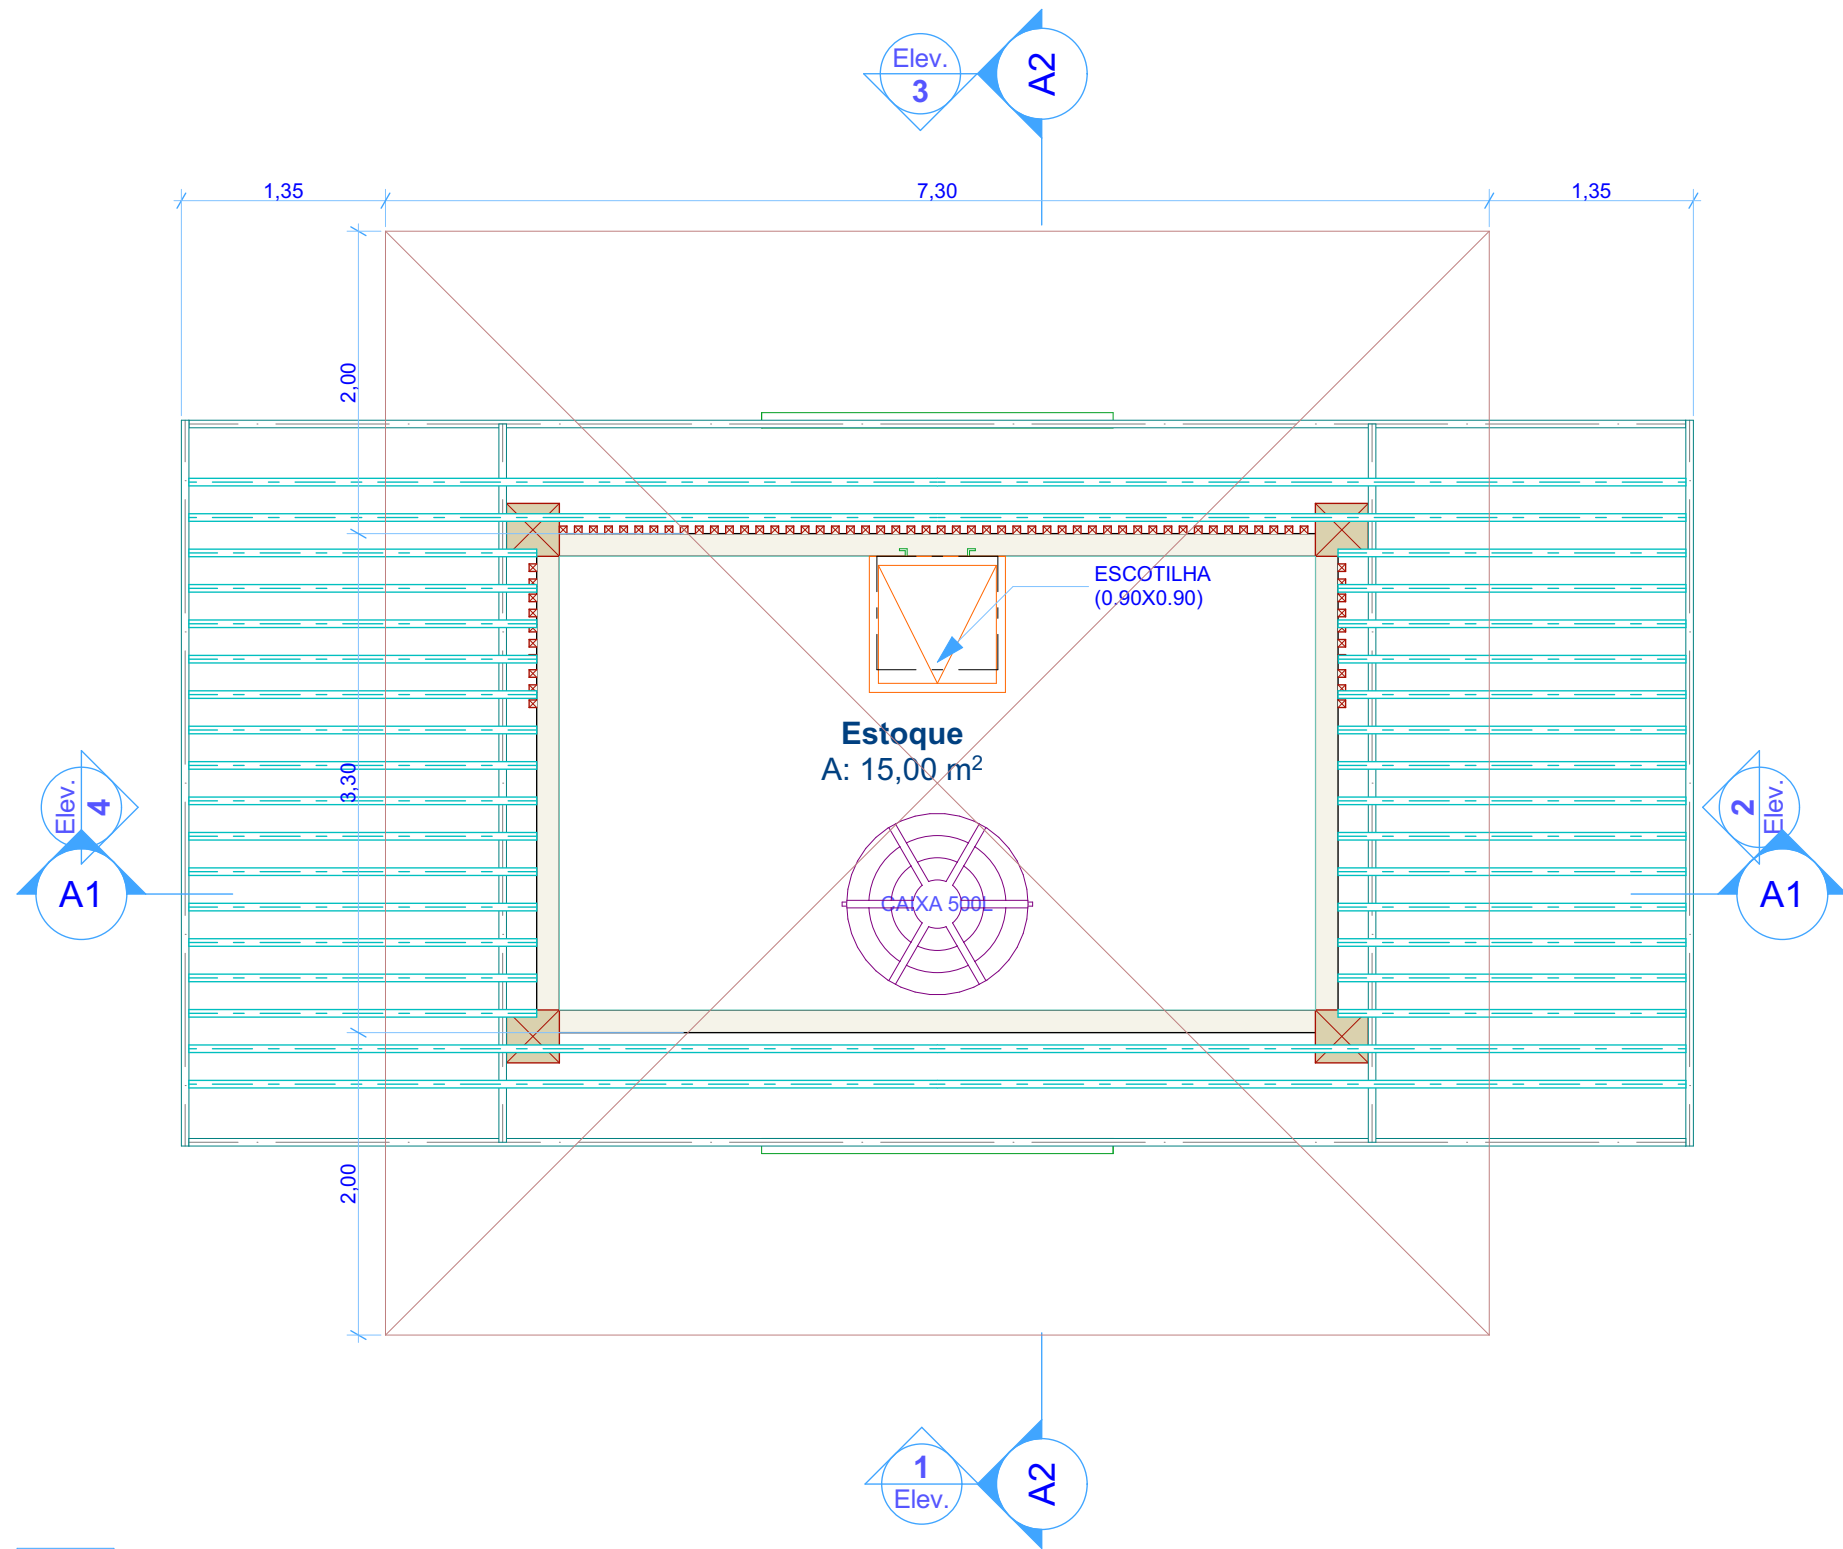 Elev.
3
A2
1,35
7,30
1,35
2,00
ESCOTILHA
(0.90X0.90)
Estoque
A: 15,00 m²
3,30
Elev.
4
A1
2
Elev.
A1
CAIXA 500L
2,00
1
Elev.
A2